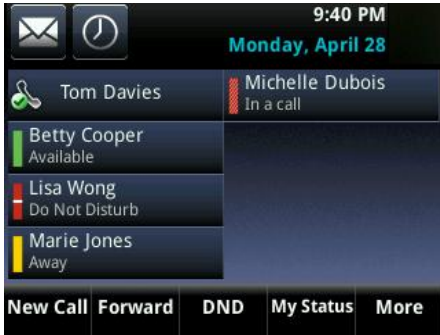 9:40 PM
Monday, April 28
Tom Davies
Michelle Dubois
In a call
Betty Cooper
Available
Lisa Wong
Do Not Disturb
Marie Jones
Away
New Call Forward DND My Status More